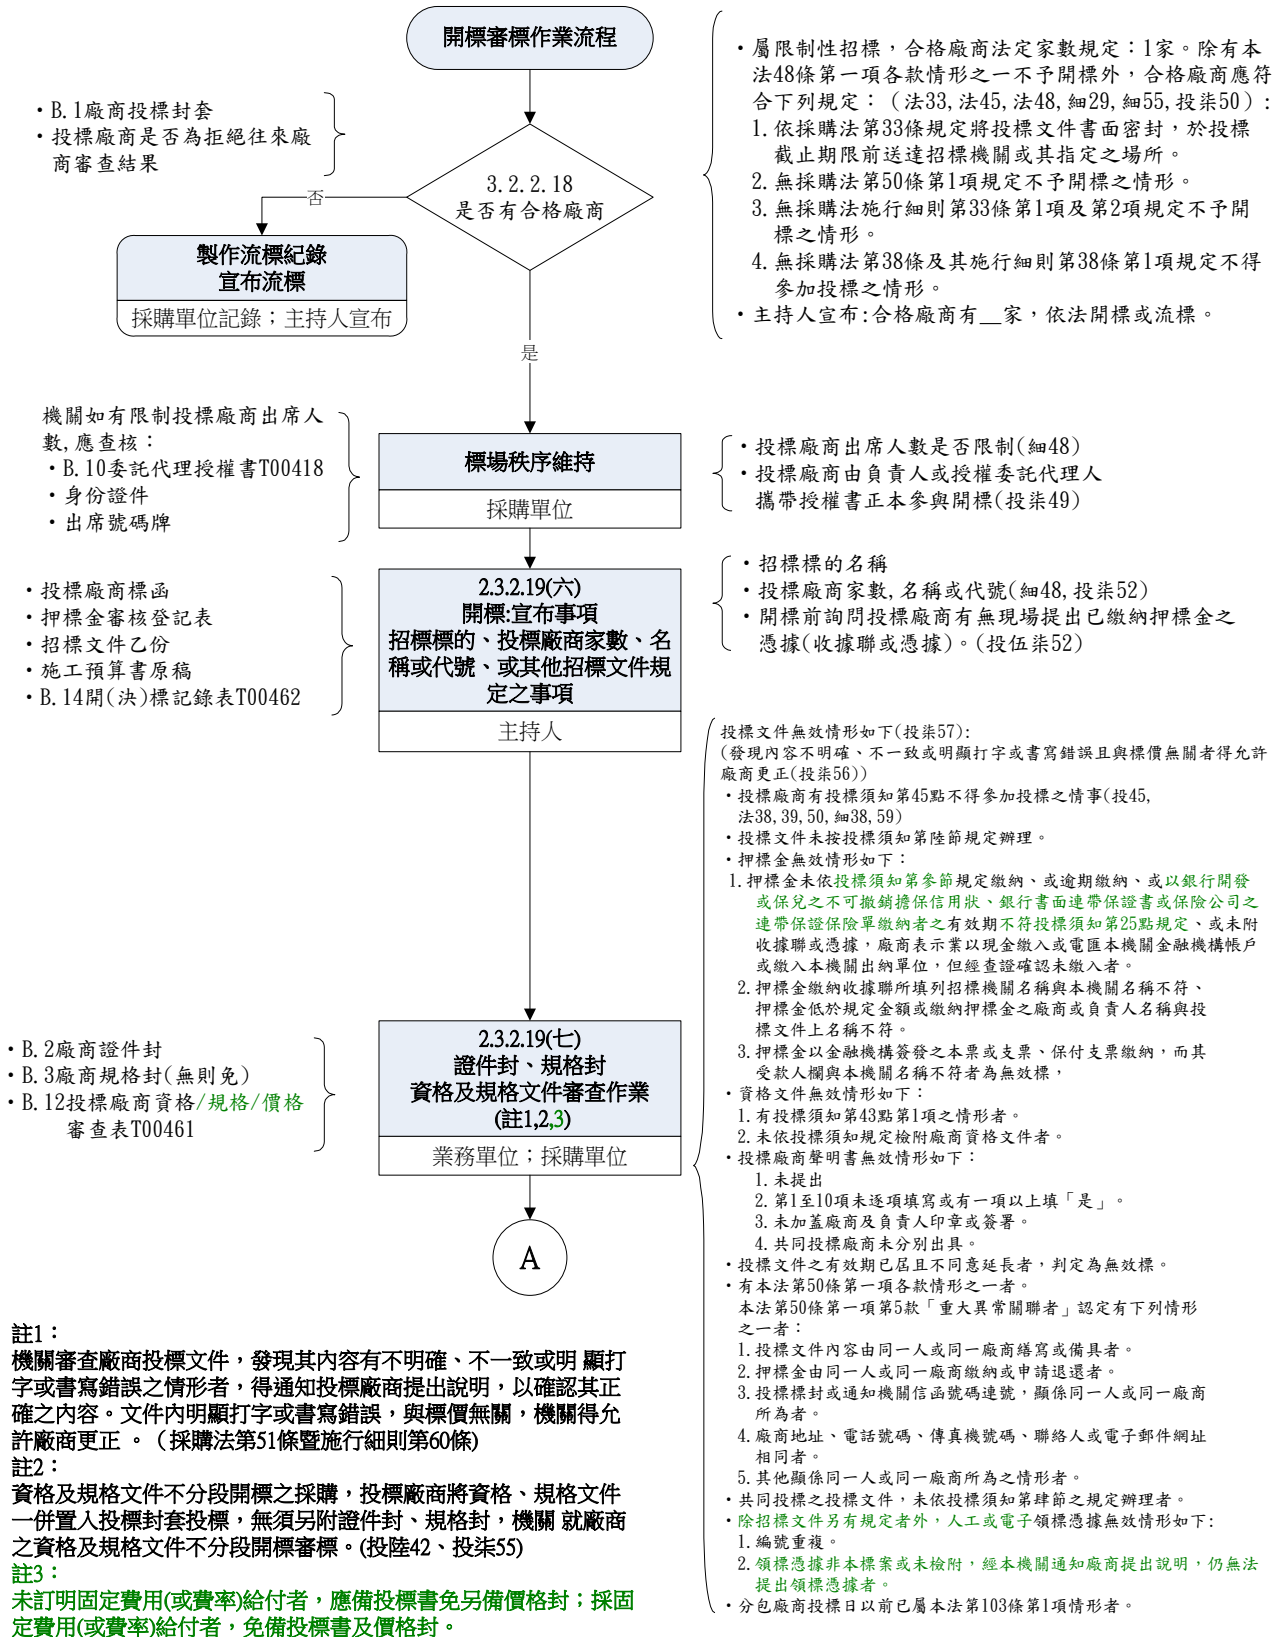 開標審標作業流程
・B.1廠商投標封套
・投標廠商是否為拒絕往來廠
商審查結果
3.2.2.18
是否有合格廠商
否
製作流標紀錄
宣布流標
採購單位記錄；主持人宣布
是
・屬限制性招標，合格廠商法定家數規定：1家。除有本
法48條第一項各款情形之一不予開標外，合格廠商應符
合下列規定：（法33,法45,法48,細29,細55,投柒50）:
1.依採購法第33條規定將投標文件書面密封，於投標
截止期限前送達招標機關或其指定之場所。
2.無採購法第50條第1項規定不予開標之情形。
3.無採購法施行細則第33條第1項及第2項規定不予開
標之情形。
4.無採購法第38條及其施行細則第38條第1項規定不得
參加投標之情形。
・主持人宣布:合格廠商有__家，依法開標或流標。
機關如有限制投標廠商出席人
數,應查核：
・B.10委託代理授權書T00418
・身份證件
・出席號碼牌
標場秩序維持
採購單位
・投標廠商出席人數是否限制(細48)
・投標廠商由負責人或授權委託代理人
攜帶授權書正本參與開標(投柒49)
・投標廠商標函
・押標金審核登記表
・招標文件乙份
・施工預算書原稿
・B.14開(決)標記錄表T00462
2.3.2.19(六)
開標:宣布事項
招標標的、投標廠商家數、名
稱或代號、或其他招標文件規
定之事項
主持人
・招標標的名稱
・投標廠商家數,名稱或代號(細48,投柒52)
・開標前詢問投標廠商有無現場提出已繳納押標金之
憑據(收據聯或憑據)。(投伍柒52)
・B.2廠商證件封
・B.3廠商規格封(無則免)
・B.12投標廠商資格/規格/價格
審查表T00461
2.3.2.19(七)
證件封、規格封
資格及規格文件審查作業
(註1,2,3)
業務單位；採購單位
A
投標文件無效情形如下(投柒57):
(發現內容不明確、不一致或明顯打字或書寫錯誤且與標價無關者得允許
廠商更正(投柒56))
・投標廠商有投標須知第45點不得參加投標之情事(投45,
法38,39,50,細38,59)
・投標文件未按投標須知第陸節規定辦理。
・押標金無效情形如下：
1.押標金未依投標須知第參節規定繳納、或逾期繳納、或以銀行開發
或保兌之不可撤銷擔保信用狀、銀行書面連帶保證書或保險公司之
連帶保證保險單繳納者之有效期不符投標須知第25點規定、或未附
收據聯或憑據，廠商表示業以現金繳入或電匯本機關金融機構帳戶
或繳入本機關出納單位，但經查證確認未繳入者。
2.押標金繳納收據聯所填列招標機關名稱與本機關名稱不符、
押標金低於規定金額或繳納押標金之廠商或負責人名稱與投
標文件上名稱不符。
3.押標金以金融機構簽發之本票或支票、保付支票繳納，而其
受款人欄與本機關名稱不符者為無效標，
・資格文件無效情形如下：
1.有投標須知第43點第1項之情形者。
2.未依投標須知規定檢附廠商資格文件者。
・投標廠商聲明書無效情形如下：
1.未提出
2.第1至10項未逐項填寫或有一項以上填「是」。
3.未加蓋廠商及負責人印章或簽署。
4.共同投標廠商未分別出具。
・投標文件之有效期已屆且不同意延長者，判定為無效標。
・有本法第50條第一項各款情形之一者。
本法第50條第一項第5款「重大異常關聯者」認定有下列情形
之一者：
1.投標文件內容由同一人或同一廠商繕寫或備具者。
2.押標金由同一人或同一廠商繳納或申請退還者。
3.投標標封或通知機關信函號碼連號，顯係同一人或同一廠商
所為者。
4.廠商地址、電話號碼、傳真機號碼、聯絡人或電子郵件網址
相同者。
5.其他顯係同一人或同一廠商所為之情形者。
・共同投標之投標文件，未依投標須知第肆節之規定辦理者。
・除招標文件另有規定者外，人工或電子領標憑據無效情形如下:
1.編號重複。
2.領標憑據非本標案或未檢附，經本機關通知廠商提出說明，仍無法
提出領標憑據者。
・分包廠商投標日以前已屬本法第103條第1項情形者。
註1：
機關審查廠商投標文件，發現其內容有不明確、不一致或明 顯打
字或書寫錯誤之情形者，得通知投標廠商提出說明，以確認其正
確之內容。文件內明顯打字或書寫錯誤，與標價無關，機關得允
許廠商更正 。（採購法第51條暨施行細則第60條)
註2：
資格及規格文件不分段開標之採購，投標廠商將資格、規格文件
一併置入投標封套投標，無須另附證件封、規格封，機關 就廠商
之資格及規格文件不分段開標審標。(投陸42、投柒55)
註3：
未訂明固定費用(或費率)給付者，應備投標書免另備價格封；採固
定費用(或費率)給付者，免備投標書及價格封。